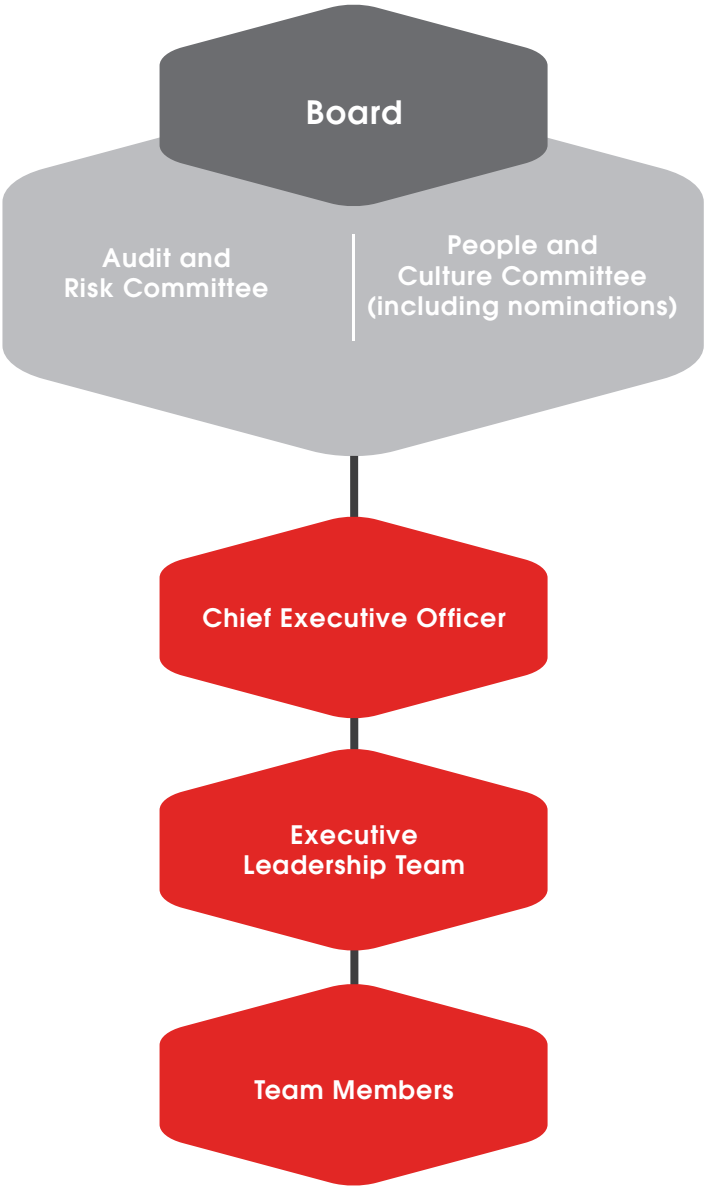 Board
Audit and
Risk Committee
People and
Culture Committee
(including nominations)
Chief Executive Officer
Executive
Leadership Team
Team Members